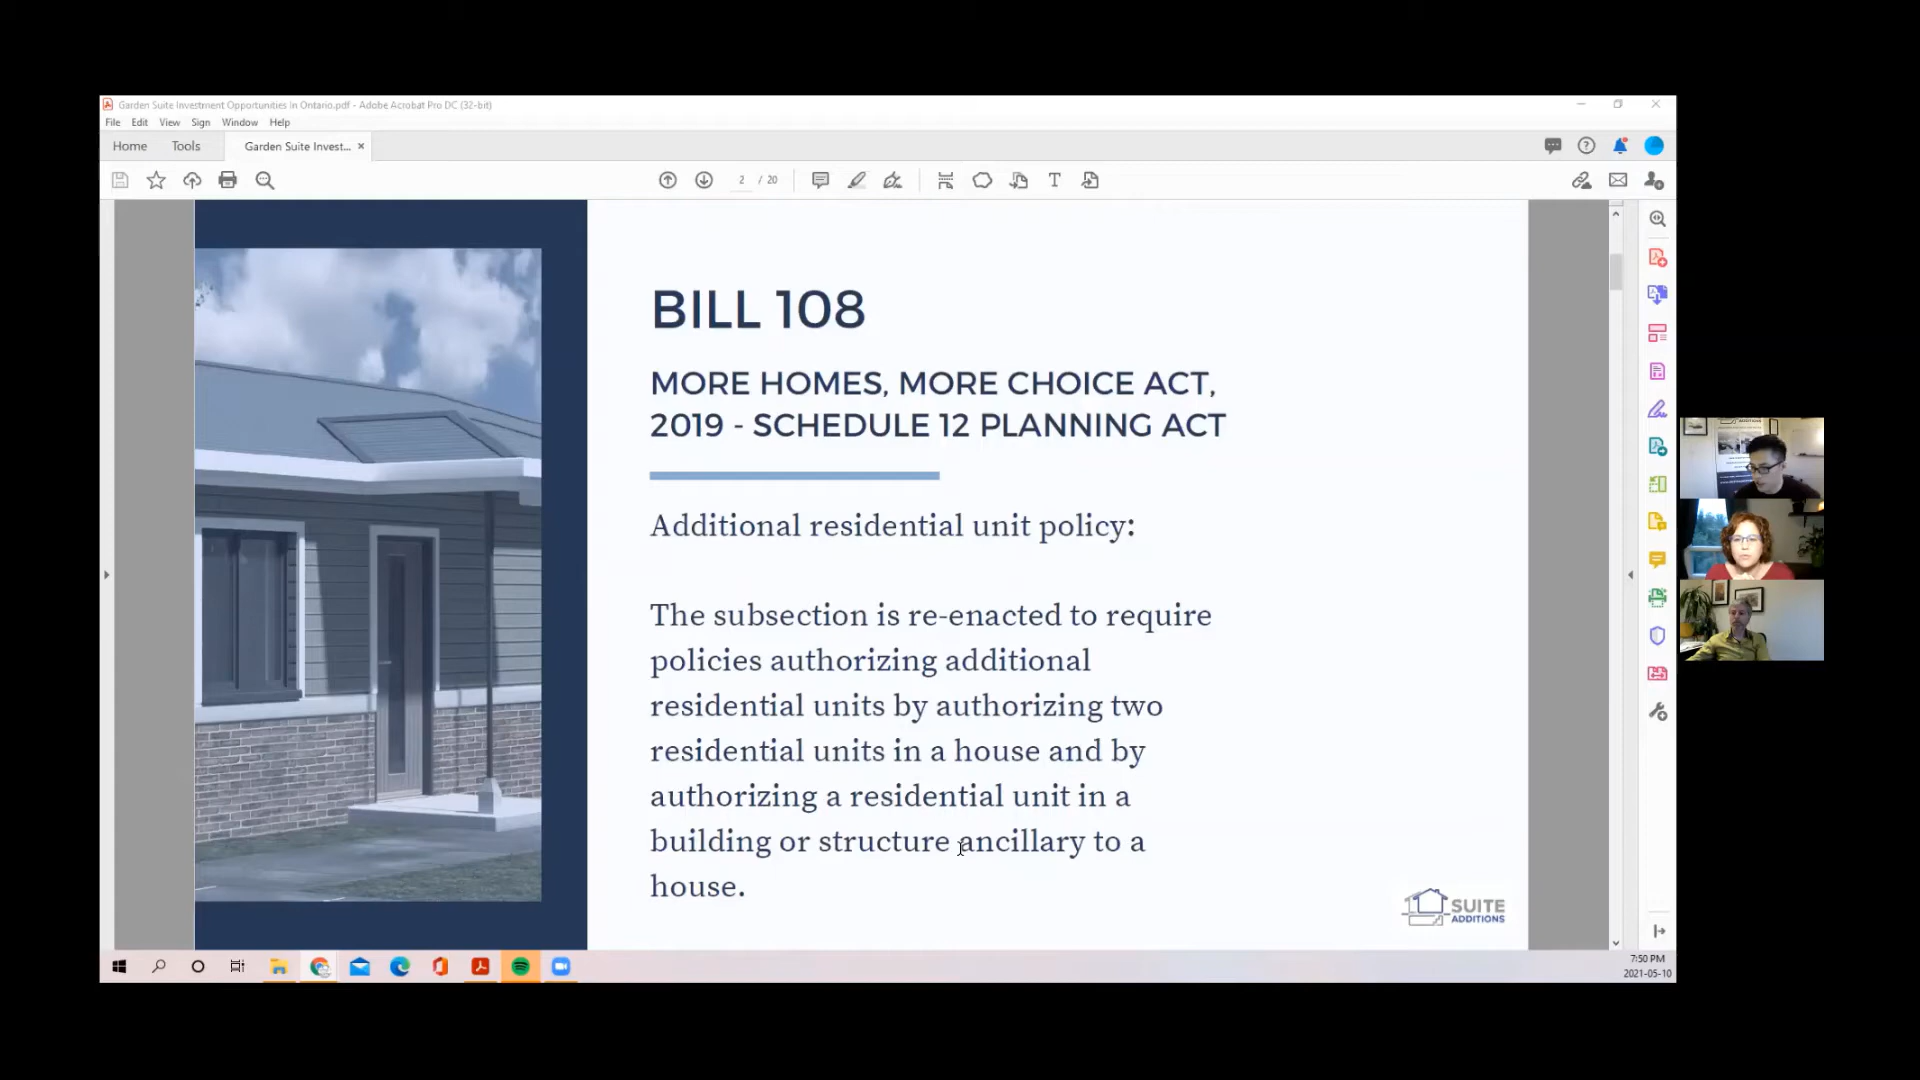 Garden Suite Investment Opportunities in Ontario.pdf - Adobe Acrobat Pro DC (32-bit)
File Edit View Sign Window Help
Home Tools Garden Suite Invest... ×
2 / 20
BILL 108
MORE HOMES, MORE CHOICE ACT,
2019 - SCHEDULE 12 PLANNING ACT
Additional residential unit policy:
The subsection is re-enacted to require
policies authorizing additional
residential units by authorizing two
residential units in a house and by
authorizing a residential unit in a
building or structure ancillary to a
house.
SUITE
ADDITIONS
7:50 PM
2021-05-10